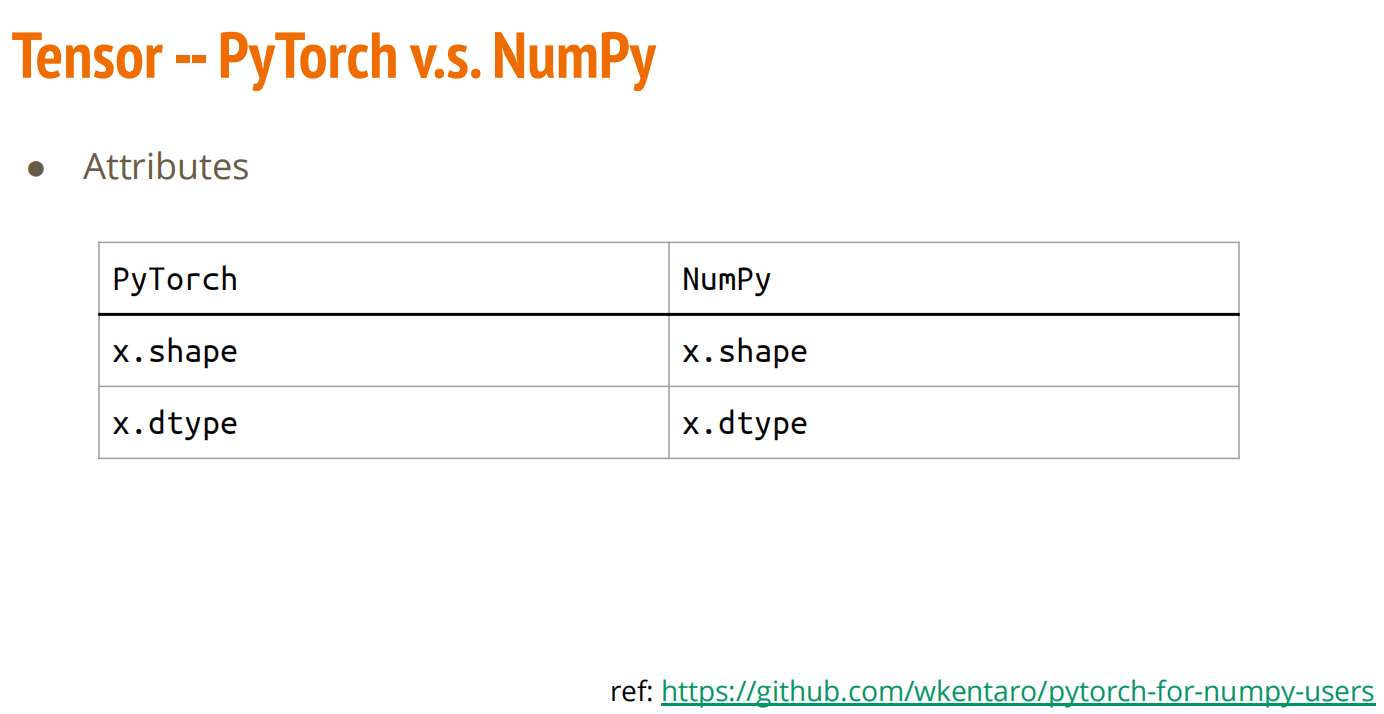 Tensor -- PyTorch v.s. NumPy
● Attributes
PyTorch NumPy
x.shape x.shape
x.dtype x.dtype
ref: https://github.com/wkentaro/pytorch-for-numpy-users